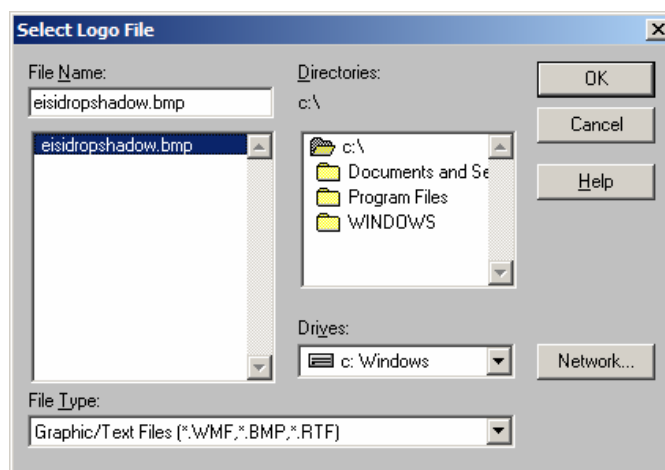 Select Logo File
File Name:
eisidropshadow.bmp
eisidropshadow.bmp
Directories:
c:\
c:\
Documents and Se
Program Files
WINDOWS
Drives:
c: Windows
File Type:
Graphic/Text Files (*.WMF,*.BMP,*.RTF)
OK
Cancel
Help
Network...